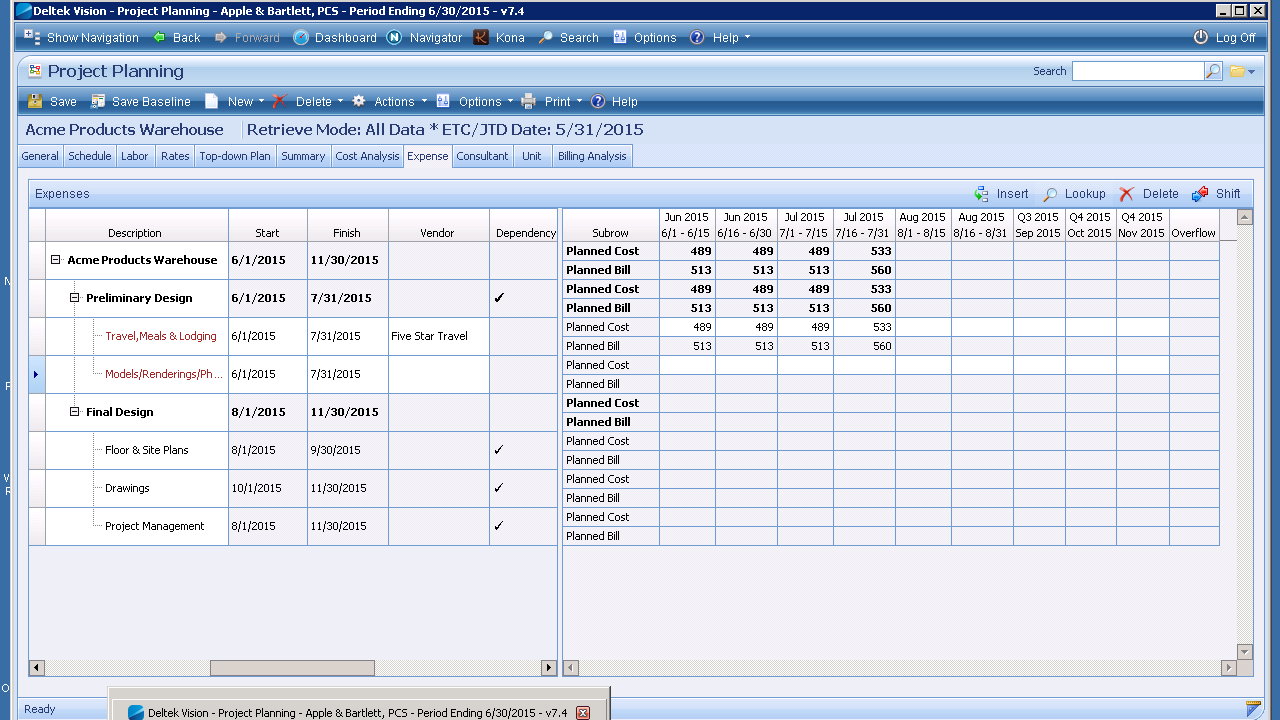 Deltek Vision - Project Planning - Apple & Bartlett, PCS - Period Ending 6/30/2015 - v7.4
Show Navigation Back Forward Dashboard Navigator Kona Search Options Help Log Off
Project Planning Search
Save Save Baseline New Delete Actions Options Print Help
Acme Products Warehouse Retrieve Mode: All Data * ETC/JTD Date: 5/31/2015
General Schedule Labor Rates Top-down Plan Summary Cost Analysis Expense Consultant Unit Billing Analysis
Expenses Insert Lookup Delete Shift
Jun 2015 Jun 2015 Jul 2015 Jul 2015 Aug 2015 Aug 2015 Q3 2015 Q4 2015 Q4 2015
Description Start Finish Vendor Dependency Subrow 6/1 - 6/15 6/16 - 6/30 7/1 - 7/15 7/16 - 7/31 8/1 - 8/15 8/16 - 8/31 Sep 2015 Oct 2015 Nov 2015 Overflow
Planned Cost 489 489 489 533
Acme Products Warehouse 6/1/2015 11/30/2015
Planned Bill 513 513 513 560
Planned Cost 489 489 489 533
Preliminary Design 6/1/2015 7/31/2015 ✓
Planned Bill 513 513 513 560
Planned Cost 489 489 489 533
Travel,Meals & Lodging 6/1/2015 7/31/2015 Five Star Travel
Planned Bill 513 513 513 560
Planned Cost
Models/Renderings/Ph... 6/1/2015 7/31/2015
Planned Bill
Planned Cost
Final Design 8/1/2015 11/30/2015
Planned Bill
Planned Cost
Floor & Site Plans 8/1/2015 9/30/2015 ✓
Planned Bill
Planned Cost
Drawings 10/1/2015 11/30/2015 ✓
Planned Bill
Planned Cost
Project Management 8/1/2015 11/30/2015 ✓
Planned Bill
Ready
Deltek Vision - Project Planning - Apple & Bartlett, PCS - Period Ending 6/30/2015 - v7.4